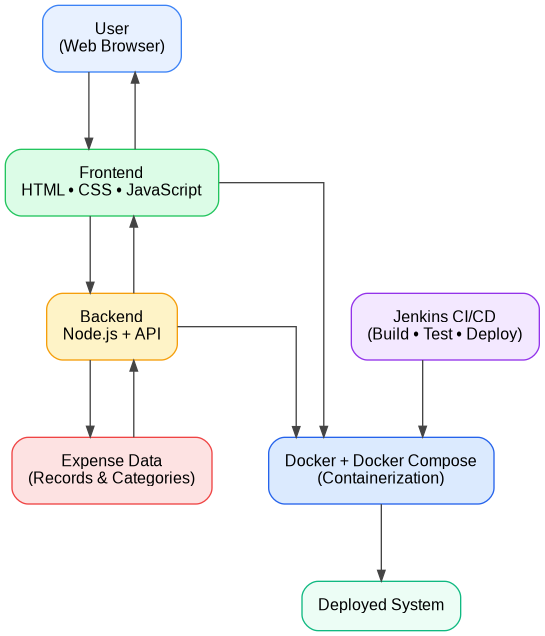 User
(Web Browser)
Frontend
HTML • CSS • JavaScript
Backend
Node.js + API
Jenkins CI/CD
(Build • Test • Deploy)
Expense Data
(Records & Categories)
Docker + Docker Compose
(Containerization)
Deployed System